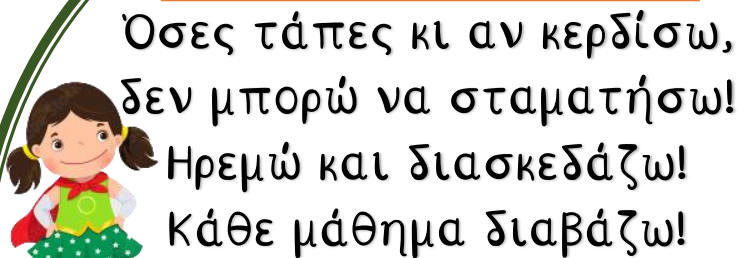 Όσες τάπες κι αν κερδίσω,
δεν μπορώ να σταματήσω!
Ηρεμώ και διασκεδάζω!
Κάθε μάθημα διαβάζω!